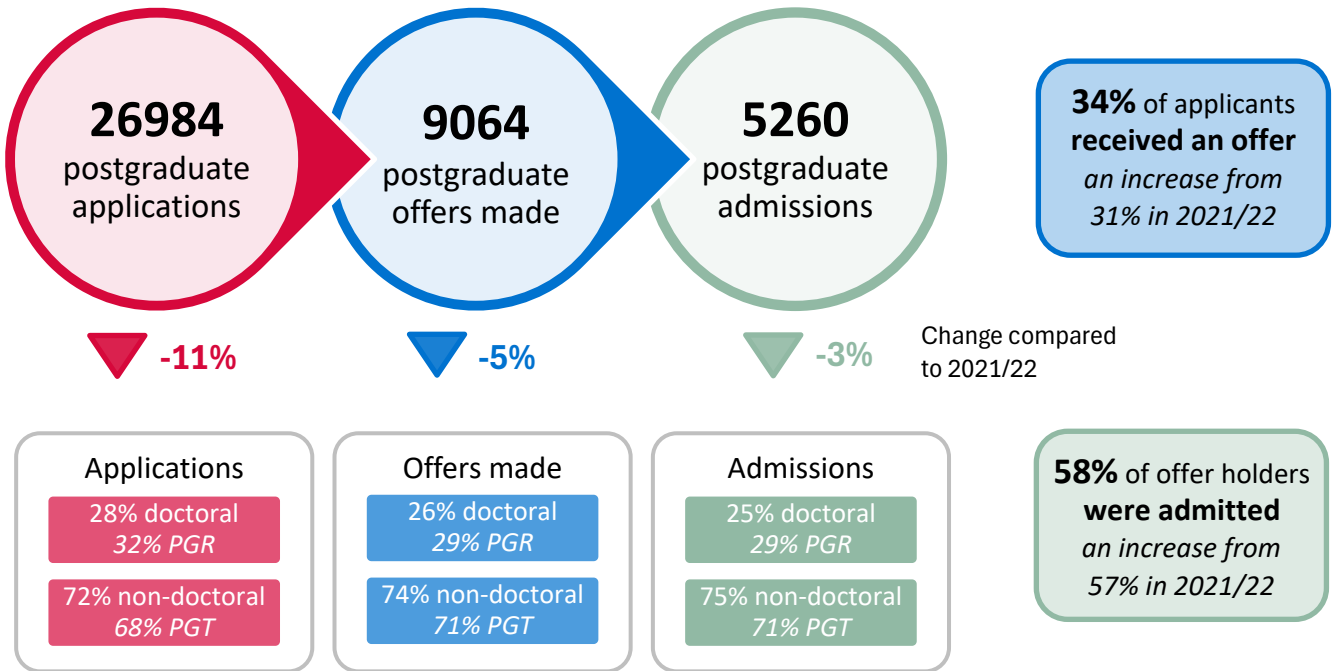 26984
postgraduate
applications
9064
postgraduate
offers made
5260
postgraduate
admissions
34% of applicants
received an offer
an increase from
31% in 2021/22
-11%
-5%
-3%
Change compared
to 2021/22
Applications
28% doctoral
32% PGR
72% non-doctoral
68% PGT
Offers made
26% doctoral
29% PGR
74% non-doctoral
71% PGT
Admissions
25% doctoral
29% PGR
75% non-doctoral
71% PGT
58% of offer holders
were admitted
an increase from
57% in 2021/22